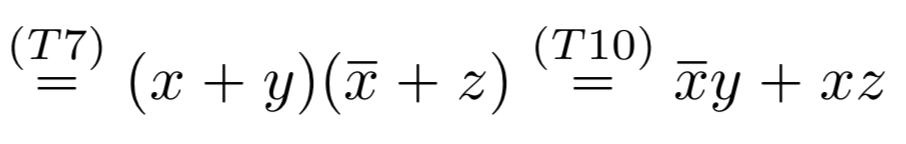 (T7)= (x + y)(x̄ + z) (T10)= x̄y + xz